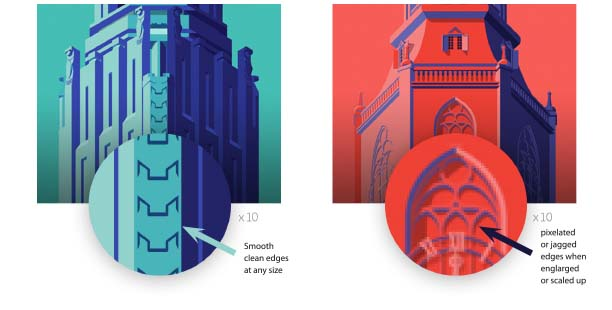 x 10
Smooth
clean edges
at any size
x 10
pixelated
or jagged
edges when
englarged
or scaled up